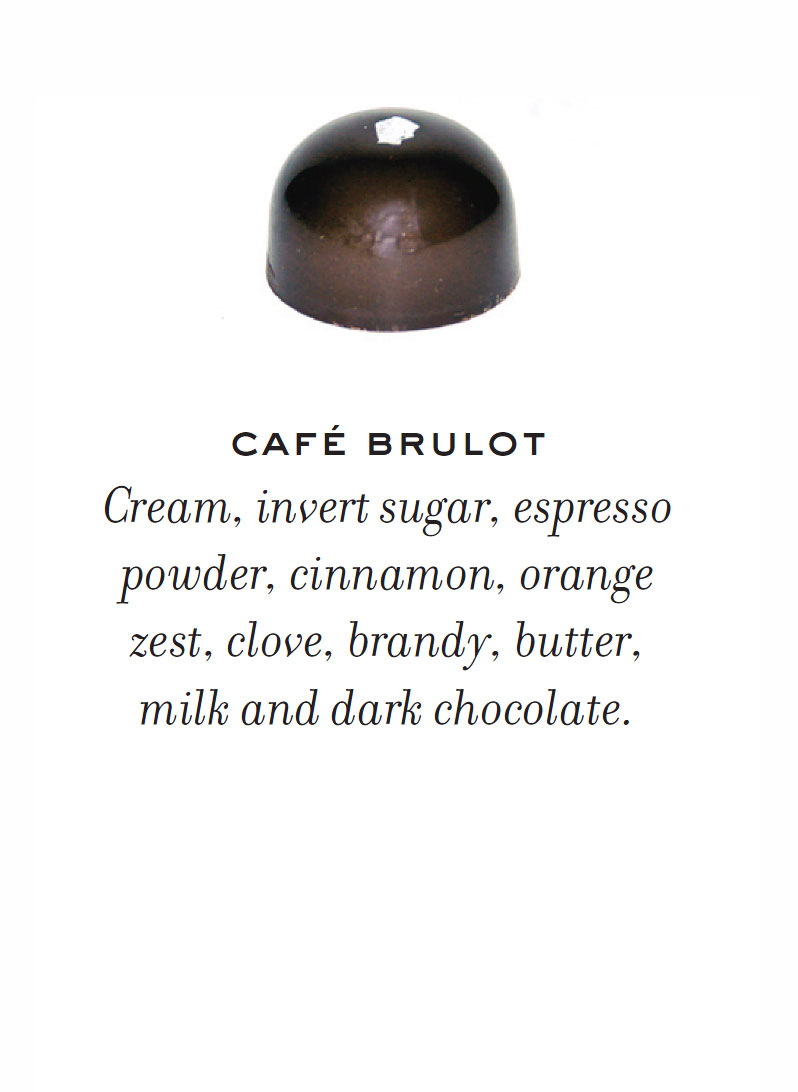 CAFÉ BRULOT
Cream, invert sugar, espresso
powder, cinnamon, orange
zest, clove, brandy, butter,
milk and dark chocolate.